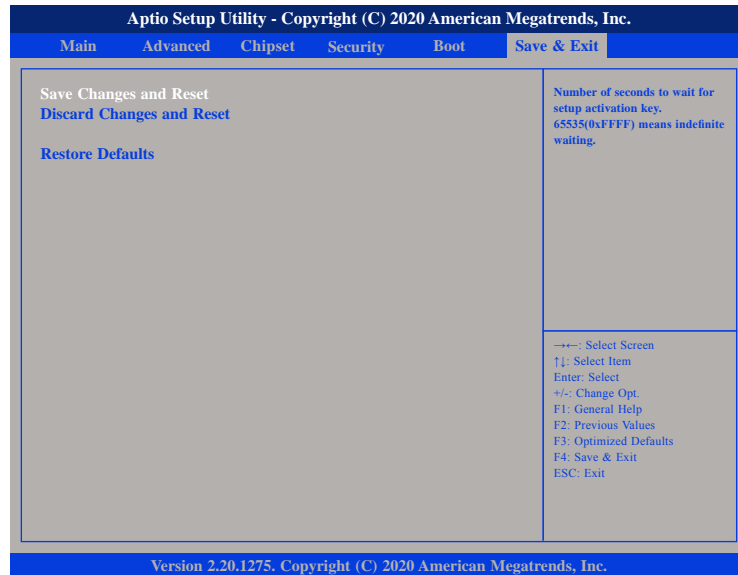 Aptio Setup Utility - Copyright (C) 2020 American Megatrends, Inc.
Main Advanced Chipset Security Boot Save & Exit
Save Changes and Reset
Discard Changes and Reset
Restore Defaults
Number of seconds to wait for
setup activation key.
65535(0xFFFF) means indefinite
waiting.
→←: Select Screen
↑↓: Select Item
Enter: Select
+/-: Change Opt.
F1: General Help
F2: Previous Values
F3: Optimized Defaults
F4: Save & Exit
ESC: Exit
Version 2.20.1275. Copyright (C) 2020 American Megatrends, Inc.